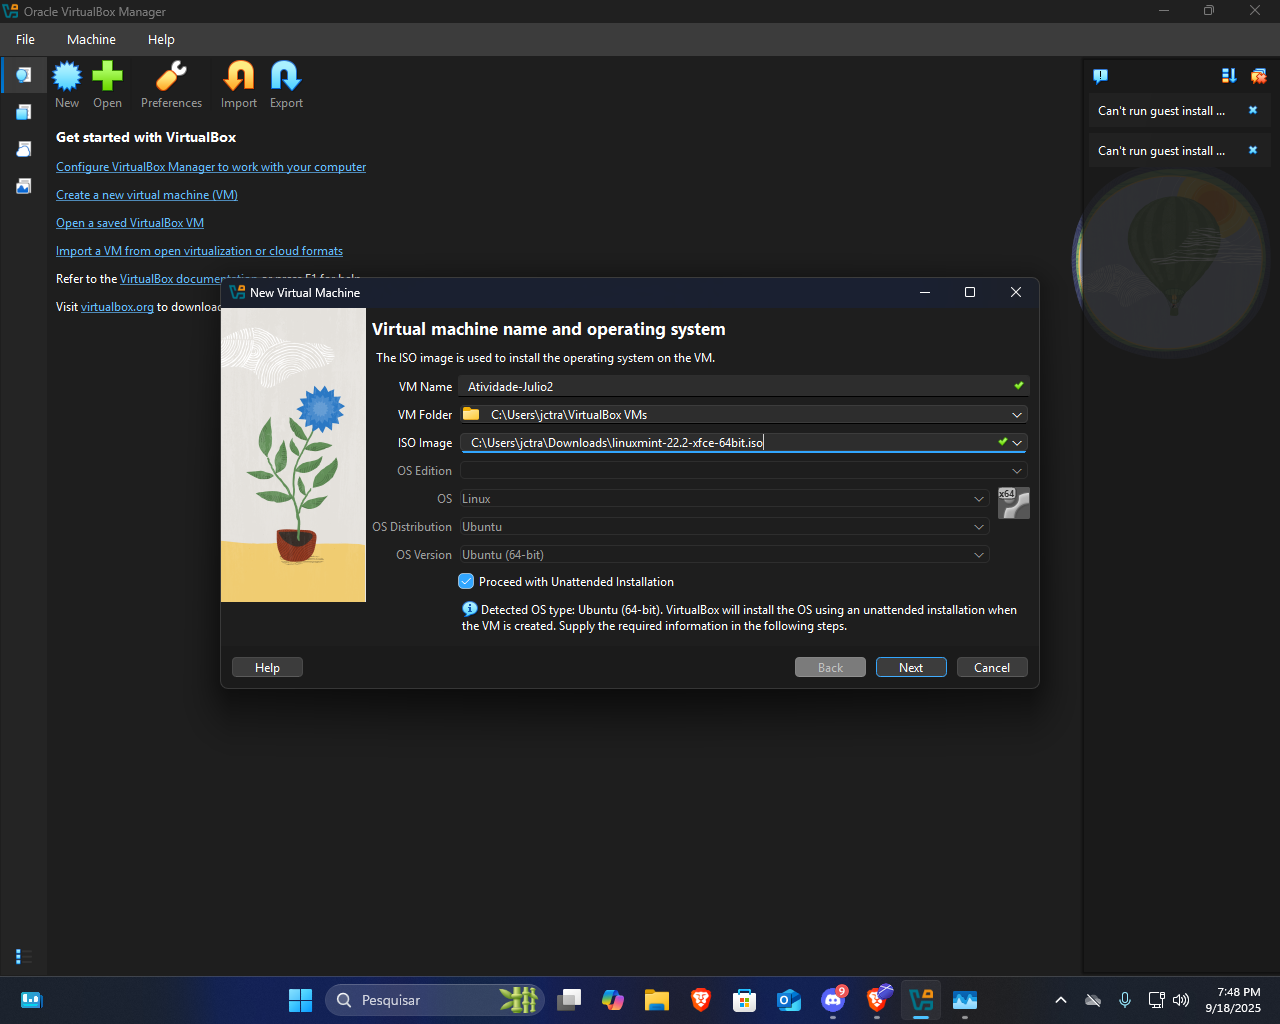 Oracle VirtualBox Manager
File Machine Help
New Open Preferences Import Export
Get started with VirtualBox
Configure VirtualBox Manager to work with your computer
Create a new virtual machine (VM)
Open a saved VirtualBox VM
Import a VM from open virtualization or cloud formats
Refer to the VirtualBox documentation or press F1 for help
Visit virtualbox.org to download
Can't run guest install ...
Can't run guest install ...
New Virtual Machine
Virtual machine name and operating system
The ISO image is used to install the operating system on the VM.
VM Name Atividade-Julio2
VM Folder C:\Users\jctra\VirtualBox VMs
ISO Image C:\Users\jctra\Downloads\linuxmint-22.2-xfce-64bit.iso
OS Edition
OS Linux
x64
OS Distribution Ubuntu
OS Version Ubuntu (64-bit)
Proceed with Unattended Installation
Detected OS type: Ubuntu (64-bit). VirtualBox will install the OS using an unattended installation when
the VM is created. Supply the required information in the following steps.
Help Back Next Cancel
Pesquisar
9
7:48 PM
9/18/2025